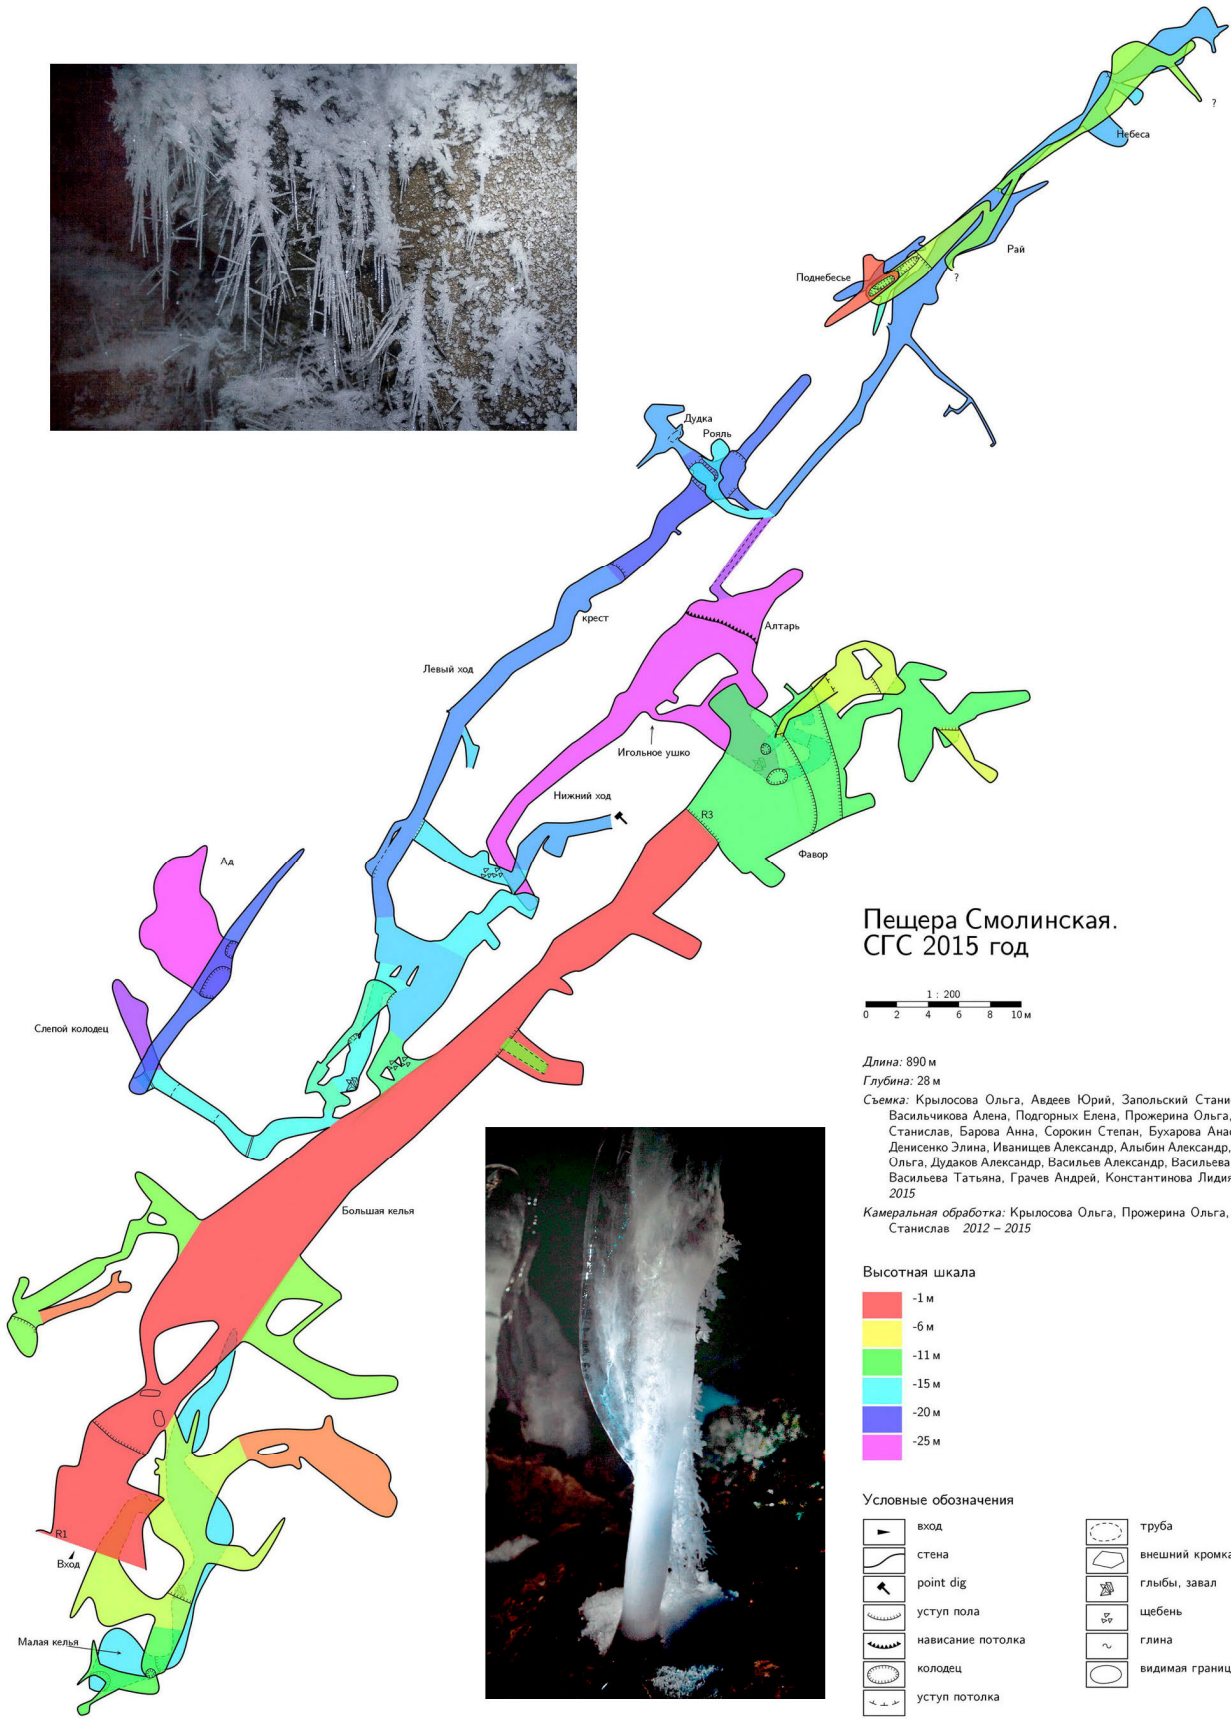 ?
Небеса
Рай
Поднебесье
?
Дудка
Рояль
крест
Алтарь
Левый ход
Игольное ушко
Нижний ход
R3
Фавор
Ад
Слепой колодец
Большая келья
R1
Вход
Малая келья
Пещера Смолинская.
СГС 2015 год
1 : 200
0 2 4 6 8 10 м
Длина: 890 м
Глубина: 28 м
Съемка: Крылосова Ольга, Авдеев Юрий, Запольский Стани
Васильчикова Алена, Подгорных Елена, Прожерина Ольга,
Станислав, Барова Анна, Сорокин Степан, Бухарова Анас
Денисенко Элина, Иванищев Александр, Алыбин Александр,
Ольга, Дудаков Александр, Васильев Александр, Васильева
Васильева Татьяна, Грачев Андрей, Константинова Лидия
2015
Камеральная обработка: Крылосова Ольга, Прожерина Ольга,
Станислав 2012 – 2015
Высотная шкала
-1 м
-6 м
-11 м
-15 м
-20 м
-25 м
Условные обозначения
вход
стена
point dig
уступ пола
нависание потолка
колодец
уступ потолка
труба
внешний кромка
глыбы, завал
щебень
глина
видимая границ